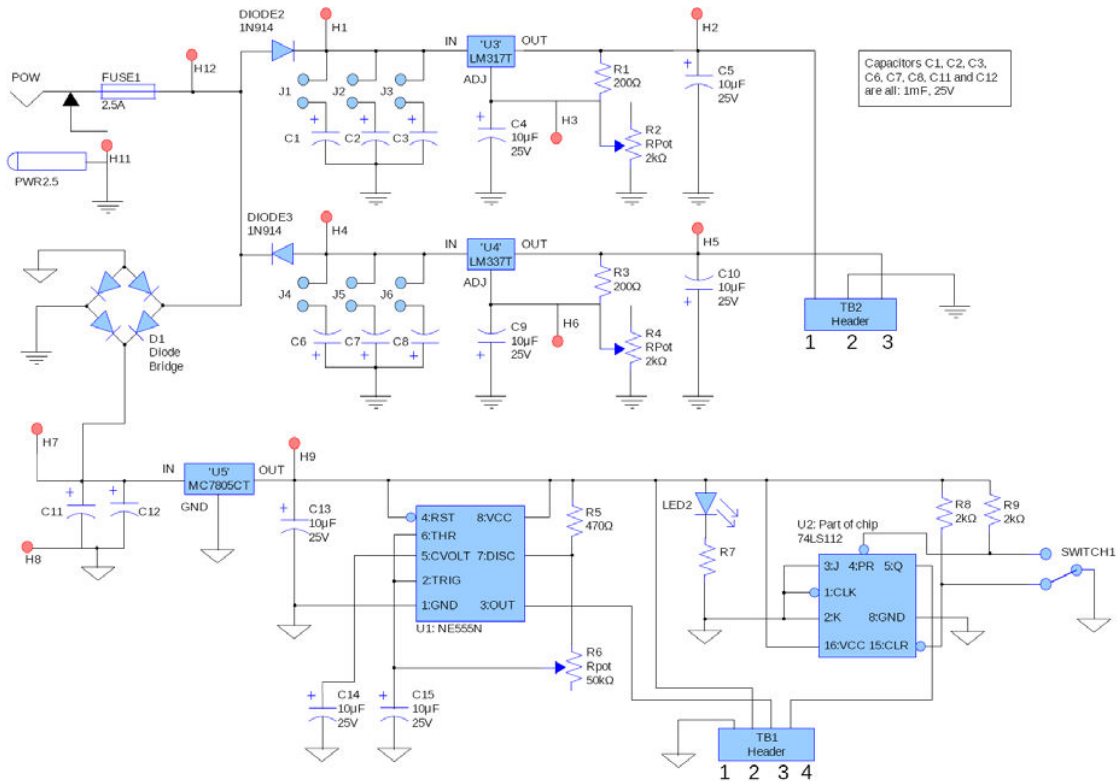 DIODE2
1N914
H1
IN
'U3'
LM317T
OUT
ADJ
H2
POW
FUSE1
2.5A
H12
J1
J2
J3
C1
C2
C3
C4
10µF
25V
H3
R1
200Ω
R2
RPot
2kΩ
C5
10µF
25V
Capacitors C1, C2, C3,
C6, C7, C8, C11 and C12
are all: 1mF, 25V
H11
PWR2.5
DIODE3
1N914
H4
IN
'U4'
LM337T
OUT
ADJ
H5
J4
J5
J6
C6
C7
C8
C9
10µF
25V
H6
R3
200Ω
R4
RPot
2kΩ
C10
10µF
25V
TB2
Header
1 2 3
D1
Diode
Bridge
H7
IN
'U5'
MC7805CT
OUT
GND
H9
C11
C12
H8
C13
10µF
25V
4:RST 8:VCC
6:THR
5:CVOLT 7:DISC
2:TRIG
1:GND 3:OUT
U1: NE555N
R5
470Ω
R6
Rpot
50kΩ
C14
10µF
25V
C15
10µF
25V
LED2
R7
U2: Part of chip
74LS112
3:J 4:PR 5:Q
1:CLK
2:K 8:GND
16:VCC 15:CLR
R8
2kΩ
R9
2kΩ
SWITCH1
TB1
Header
1 2 3 4